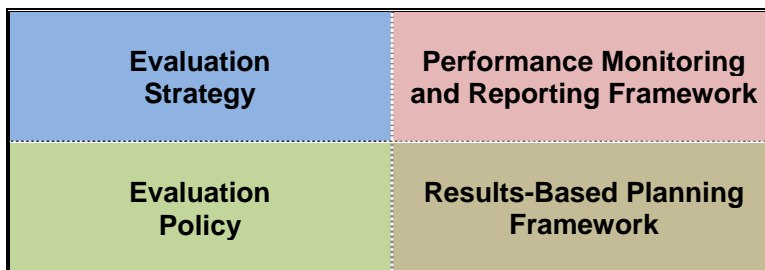 Evaluation
Strategy
Performance Monitoring
and Reporting Framework
Evaluation
Policy
Results-Based Planning
Framework